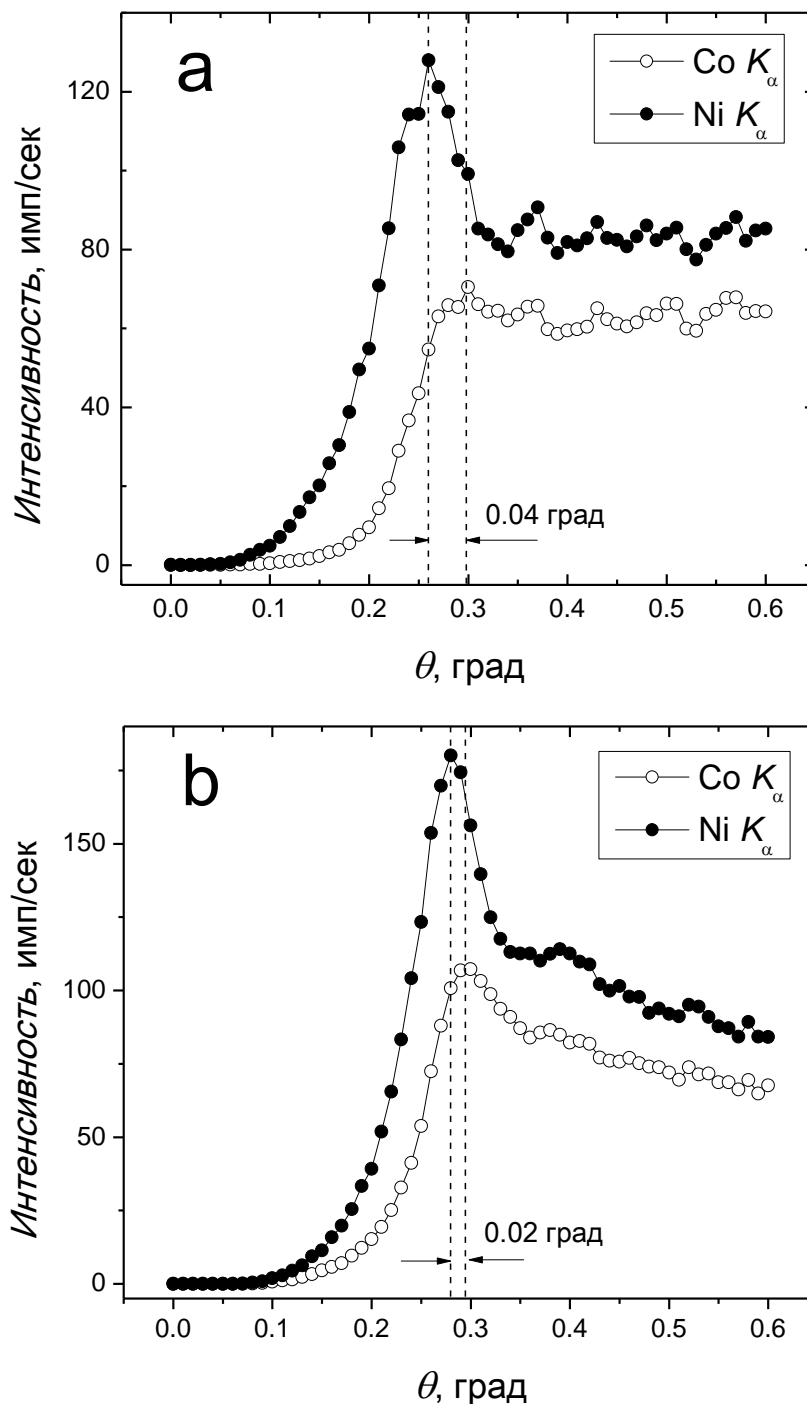 a
Co Kα
Ni Kα
Интенсивность, имп/сек
120
80
40
0
0.04 град
0.0 0.1 0.2 0.3 0.4 0.5 0.6
θ, град
b
Co Kα
Ni Kα
Интенсивность, имп/сек
150
100
50
0
0.02 град
0.0 0.1 0.2 0.3 0.4 0.5 0.6
θ, град